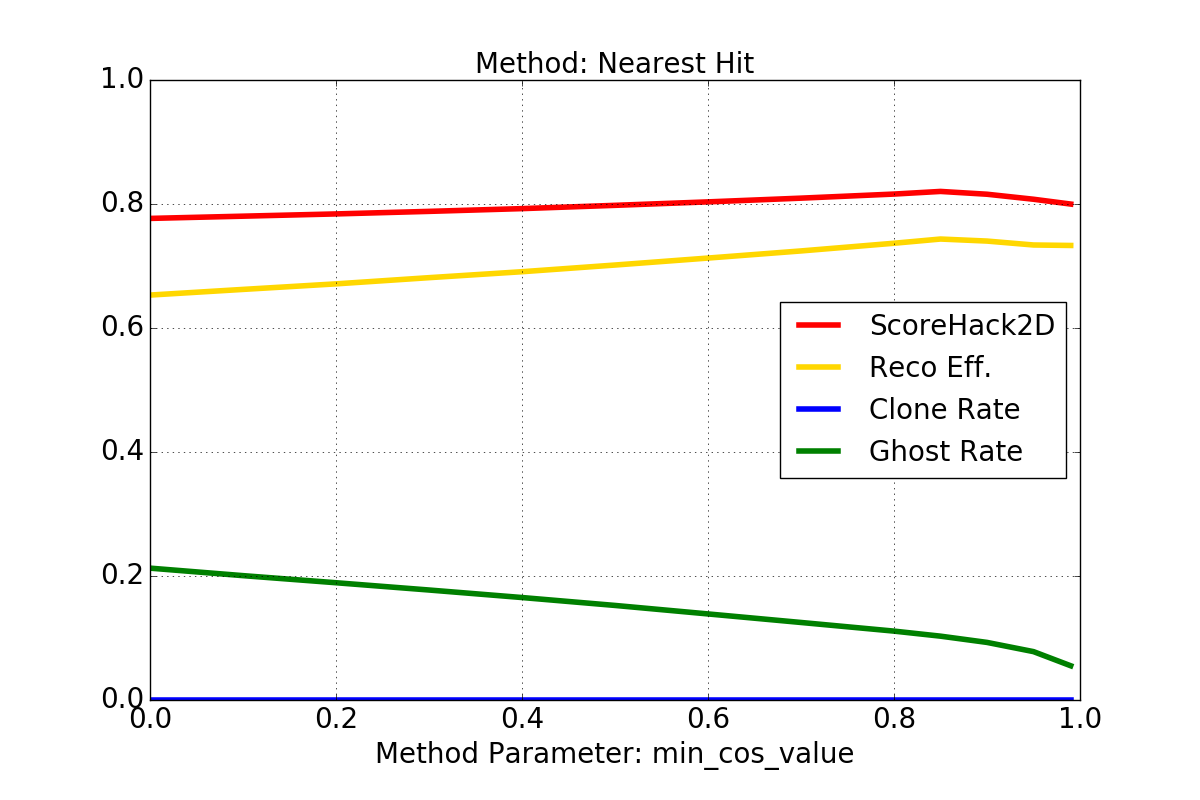 Method: Nearest Hit
1.0
0.8
0.6
0.4
0.2
0.0
ScoreHack2D
Reco Eff.
Clone Rate
Ghost Rate
0.0 0.2 0.4 0.6 0.8 1.0
Method Parameter: min_cos_value